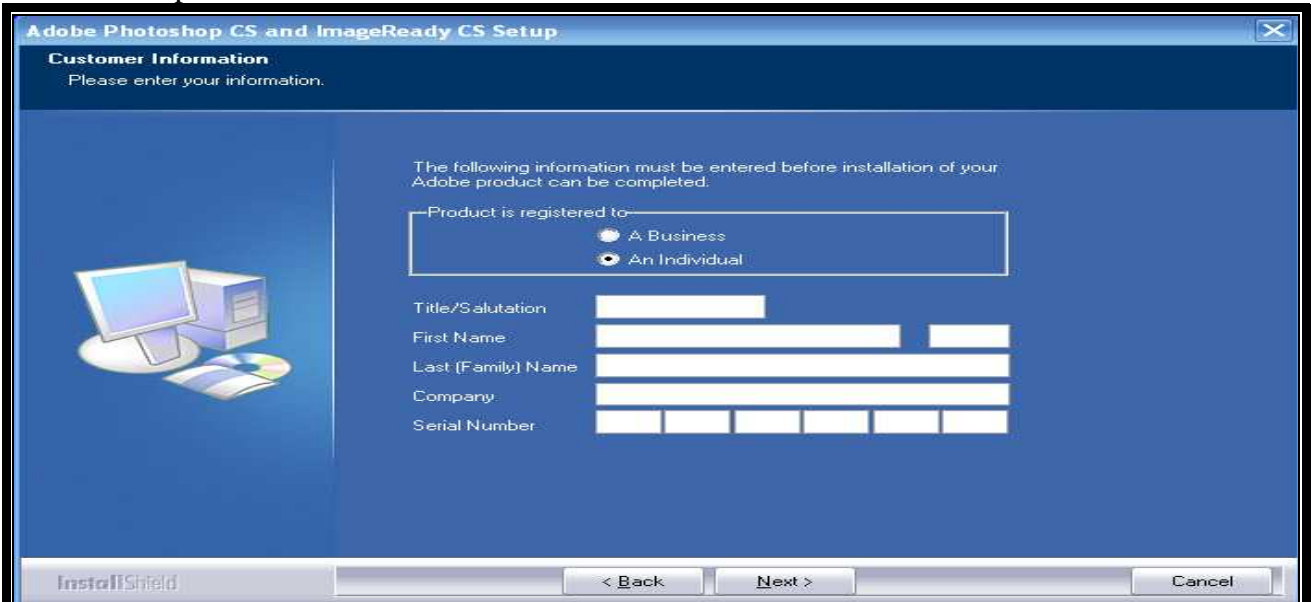 Adobe Photoshop CS and ImageReady CS Setup
Customer Information
Please enter your information.
The following information must be entered before installation of your
Adobe product can be completed.
Product is registered to
A Business
An Individual
Title/Salutation
First Name
Last (Family) Name
Company
Serial Number
InstallShield
< Back
Next >
Cancel